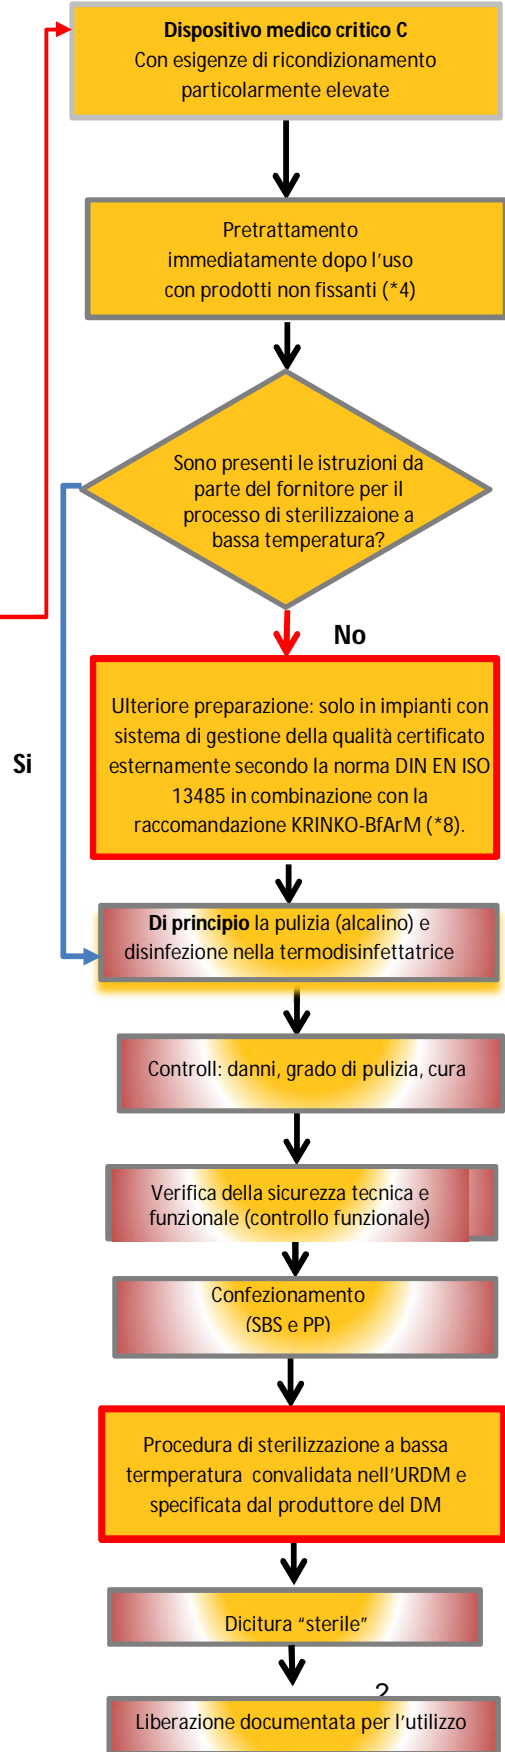 Dispositivo medico critico C
Con esigenze di ricondizionamento
particolarmente elevate
Pretrattamento
immediatamente dopo l'uso
con prodotti non fissanti (*4)
Sono presenti le istruzioni da
parte del fornitore per il
processo di sterilizzaione a
bassa temperatura?
No
Si
Ulteriore preparazione: solo in impianti con
sistema di gestione della qualità certificato
esternamente secondo la norma DIN EN ISO
13485 in combinazione con la
raccomandazione KRINKO-BfArM (*8).
Di principio la pulizia (alcalino) e
disinfezione nella termodisinfettatrice
Controll: danni, grado di pulizia, cura
Verifica della sicurezza tecnica e
funzionale (controllo funzionale)
Confezionamento
(SBS e PP)
Procedura di sterilizzazione a bassa
termperatura convalidata nell'URDM e
specificata dal produttore del DM
Dicitura "sterile"
2
Liberazione documentata per l'utilizzo